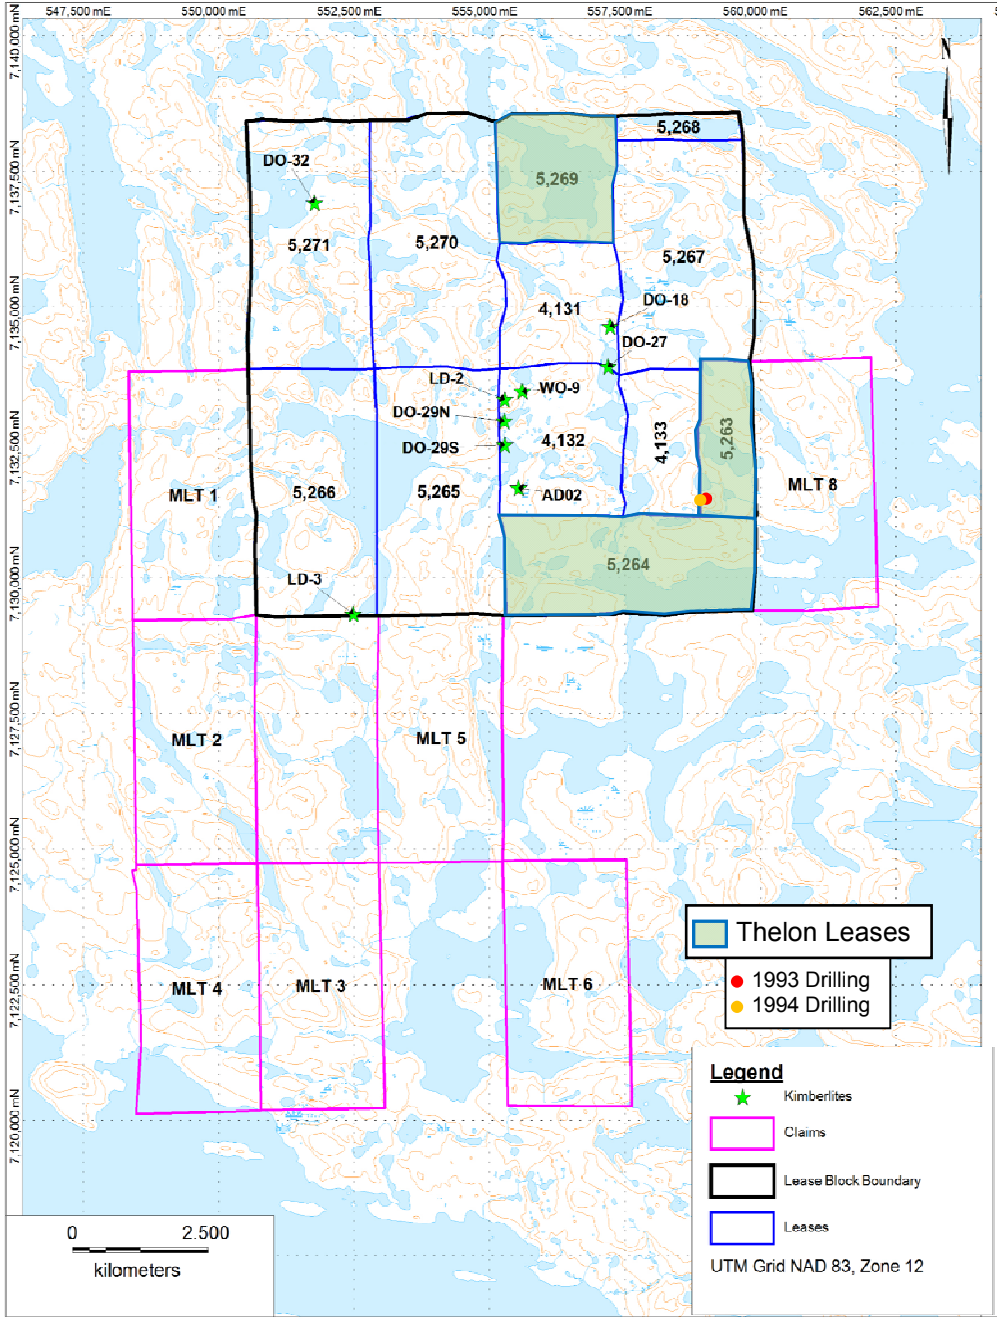 547,500 mE
550,000 mE
552,500 mE
555,000 mE
557,500 mE
560,000 mE
562,500 mE
7,140,000 mN
7,137,500 mN
7,135,000 mN
7,132,500 mN
7,130,000 mN
7,127,500 mN
7,125,000 mN
7,122,500 mN
7,120,000 mN
N
5,268
DO-32
5,269
5,271
5,270
5,267
4,131
DO-18
DO-27
LD-2
WO-9
DO-29N
4,132
4,133
5,263
DO-29S
MLT 1
5,266
5,265
AD02
MLT 8
5,264
LD-3
MLT 2
MLT 5
MLT 4
MLT 3
MLT 6
Thelon Leases
1993 Drilling
1994 Drilling
Legend
Kimberlites
Claims
Lease Block Boundary
Leases
UTM Grid NAD 83, Zone 12
0 2.500
kilometers